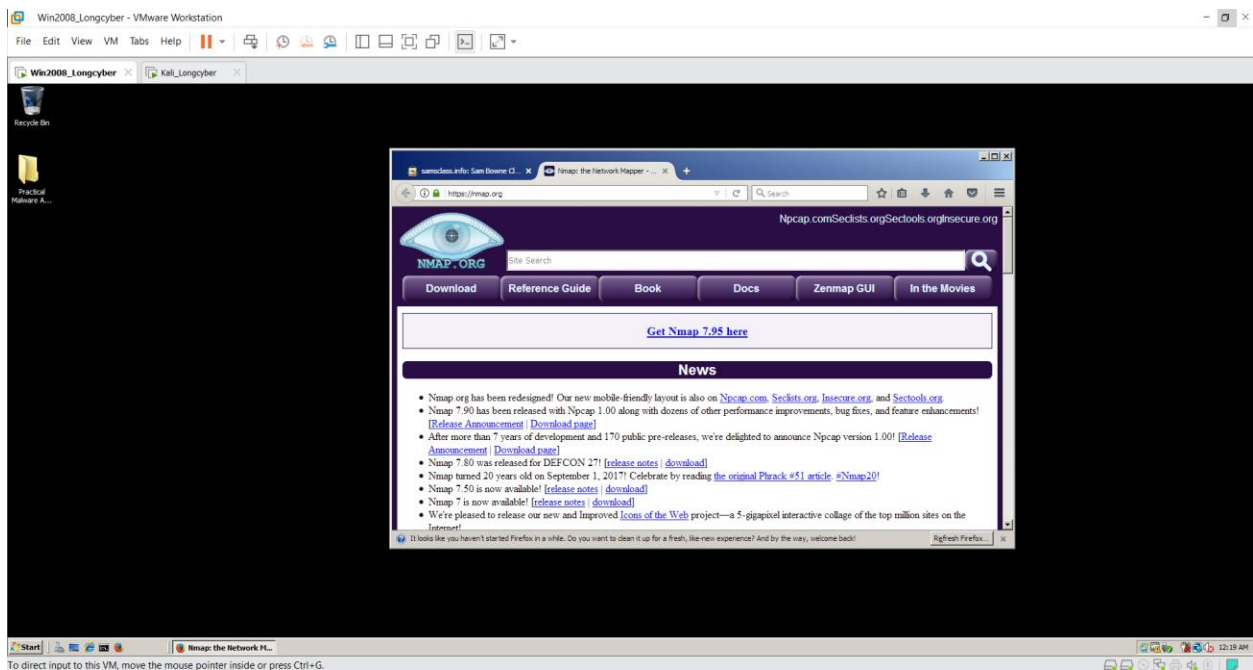 Win2008_Longcyber - VMware Workstation
File Edit View VM Tabs Help
Win2008_Longcyber
Kali_Longcyber
Recycle Bin
Practical
Malware A...
samsclass.info: Sam Bowne Cl...
Nmap: the Network Mapper - ...
https://nmap.org
Search
Npcap.comSeclists.orgSectools.orgInsecure.org
NMAP.ORG
Site Search
Download Reference Guide Book Docs Zenmap GUI In the Movies
Get Nmap 7.95 here
News
Nmap.org has been redesigned! Our new mobile-friendly layout is also on Npcap.com, Seclists.org, Insecure.org, and Sectools.org.
Nmap 7.90 has been released with Npcap 1.00 along with dozens of other performance improvements, bug fixes, and feature enhancements!
[Release Announcement | Download page]
After more than 7 years of development and 170 public pre-releases, we're delighted to announce Npcap version 1.00! [Release
Announcement | Download page]
Nmap 7.80 was released for DEFCON 27! [release notes | download]
Nmap turned 20 years old on September 1, 2017! Celebrate by reading the original Phrack #51 article. #Nmap20!
Nmap 7.50 is now available! [release notes | download]
Nmap 7 is now available! [release notes | download]
We're pleased to release our new and Improved Icons of the Web project—a 5-gigapixel interactive collage of the top million sites on the
Internet!
It looks like you haven't started Firefox in a while. Do you want to clean it up for a fresh, like-new experience? And by the way, welcome back!
Refresh Firefox...
Start
Nmap: the Network M...
12:19 AM
To direct input to this VM, move the mouse pointer inside or press Ctrl+G.